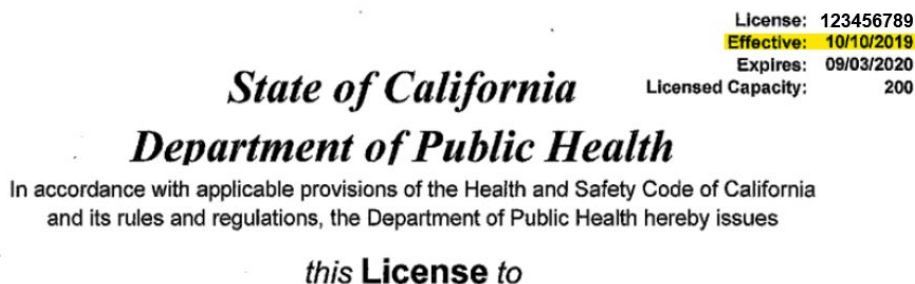 License: 123456789
Effective: 10/10/2019
Expires: 09/03/2020
Licensed Capacity: 200
State of California
Department of Public Health
In accordance with applicable provisions of the Health and Safety Code of California
and its rules and regulations, the Department of Public Health hereby issues
this License to